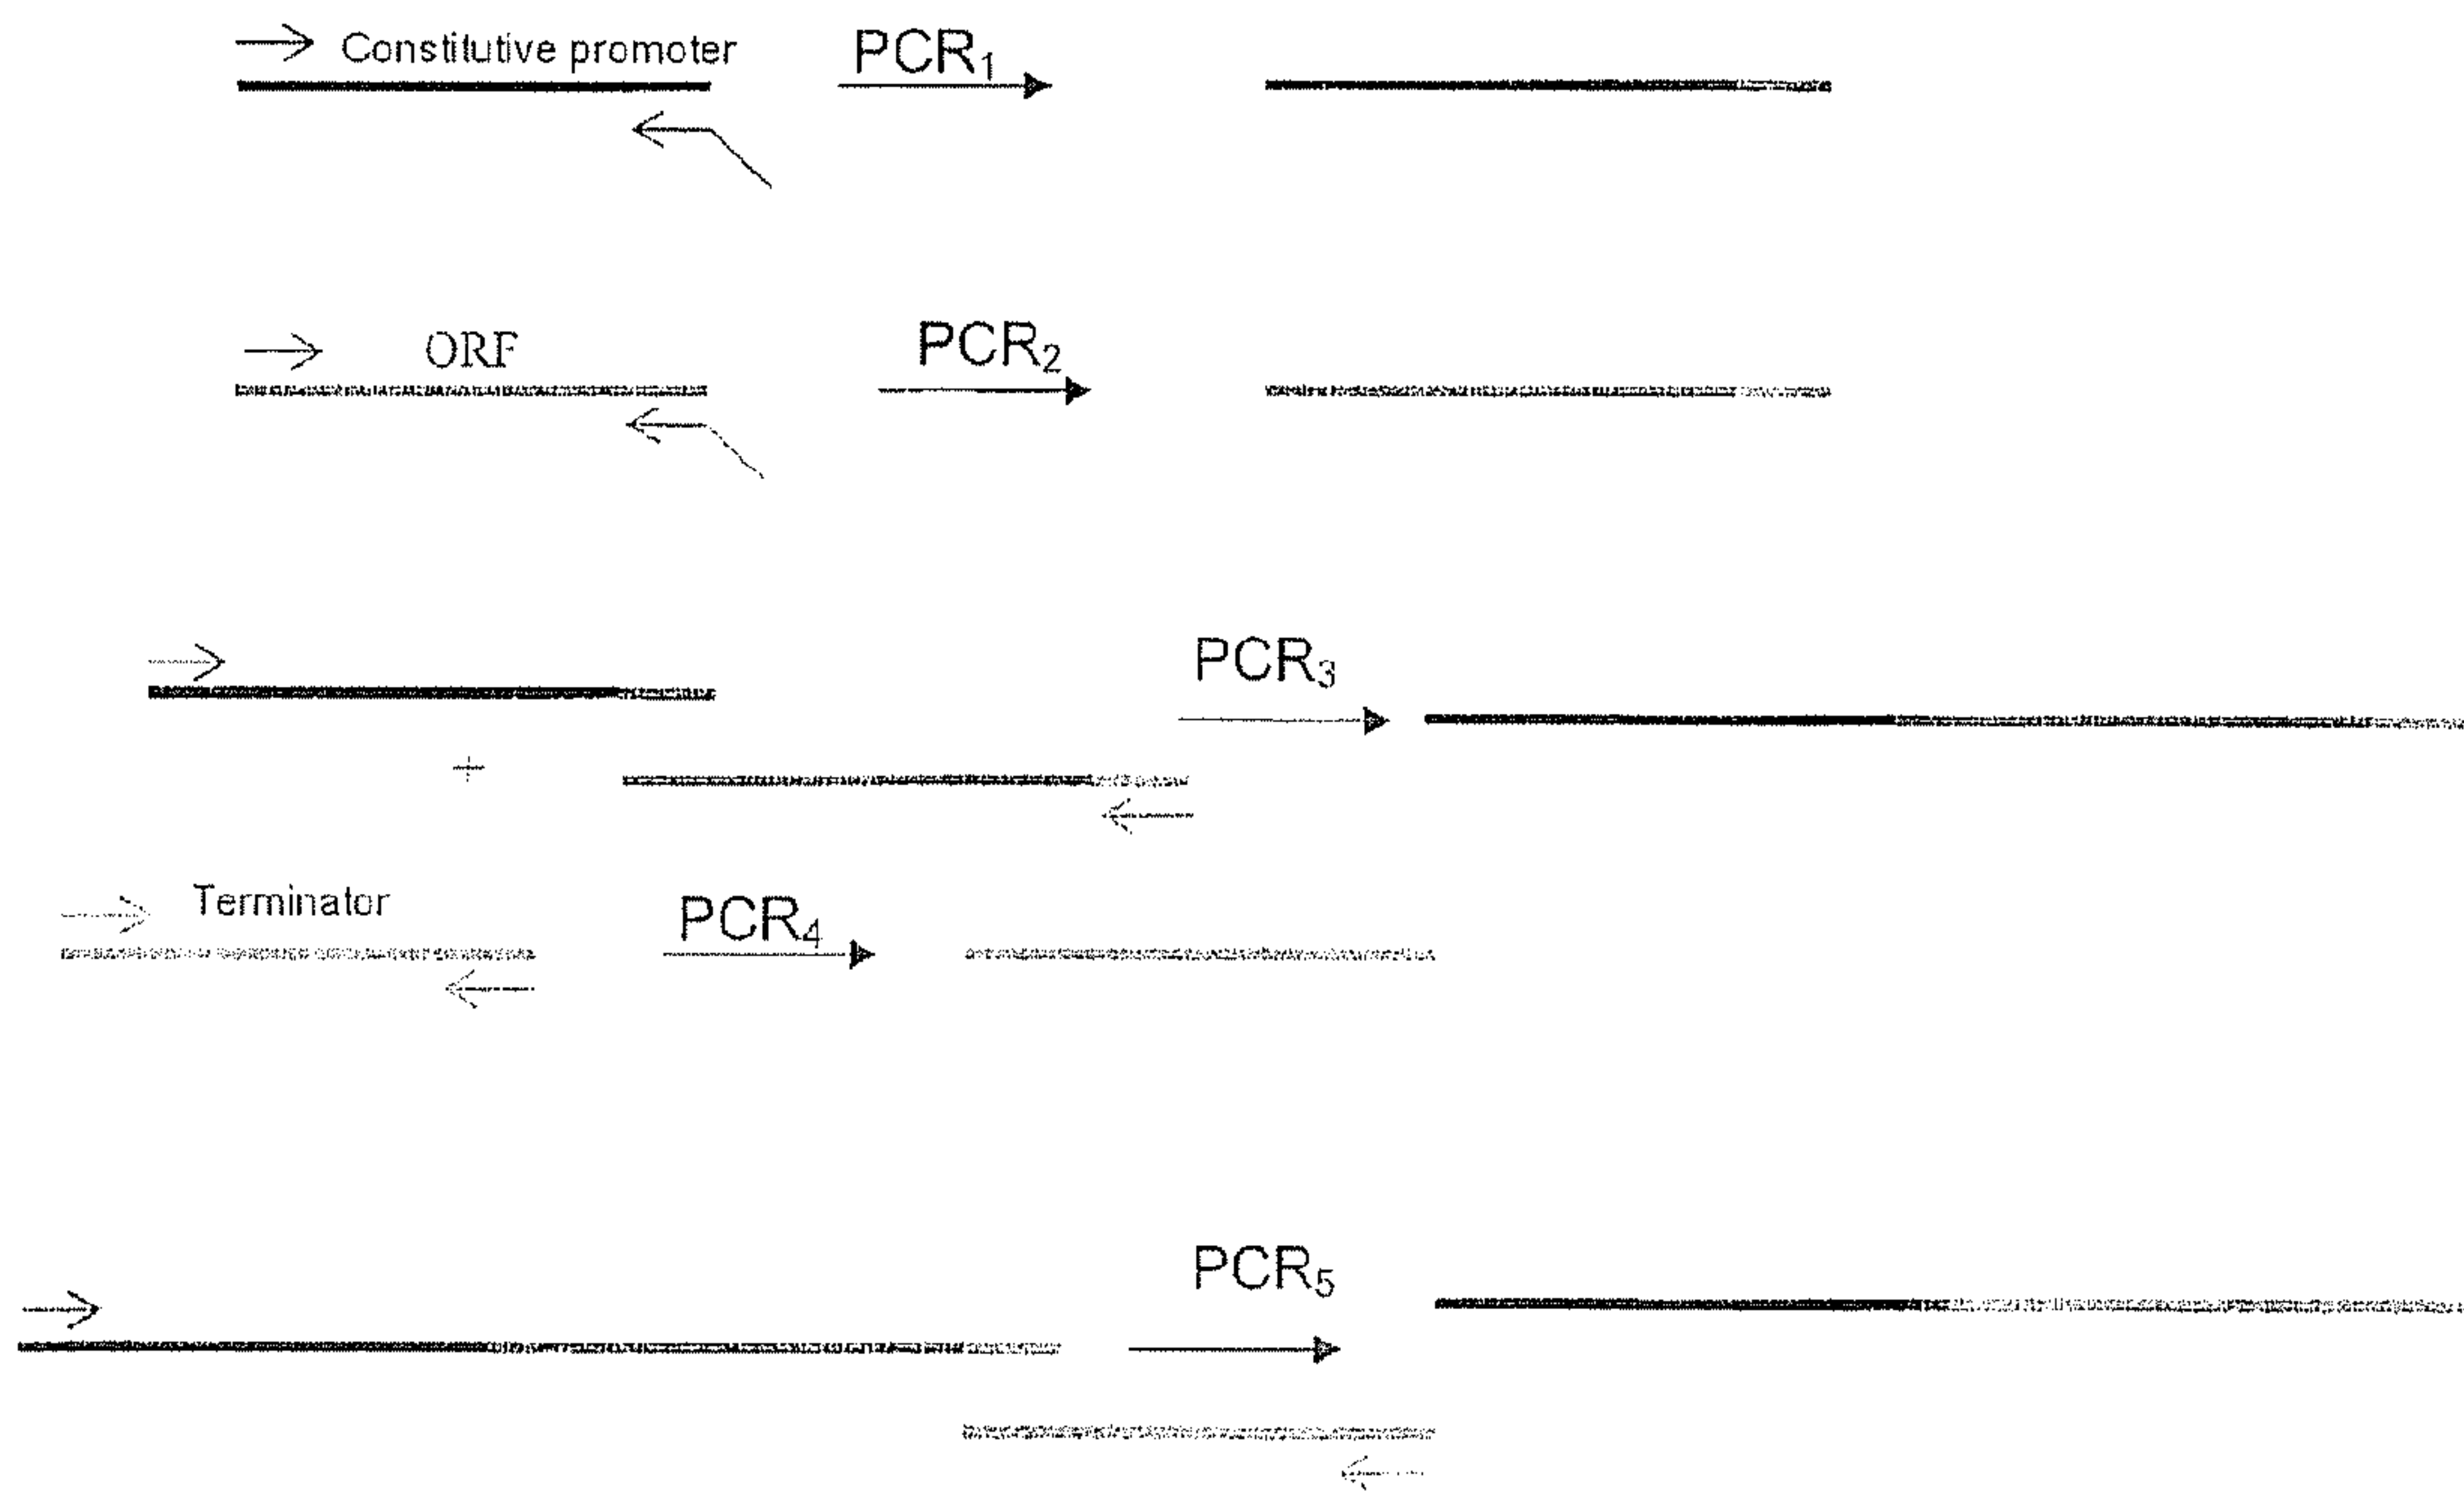 Constitutive promoter PCR₁
ORF PCR₂
PCR₃
+
Terminator PCR₄
PCR₅